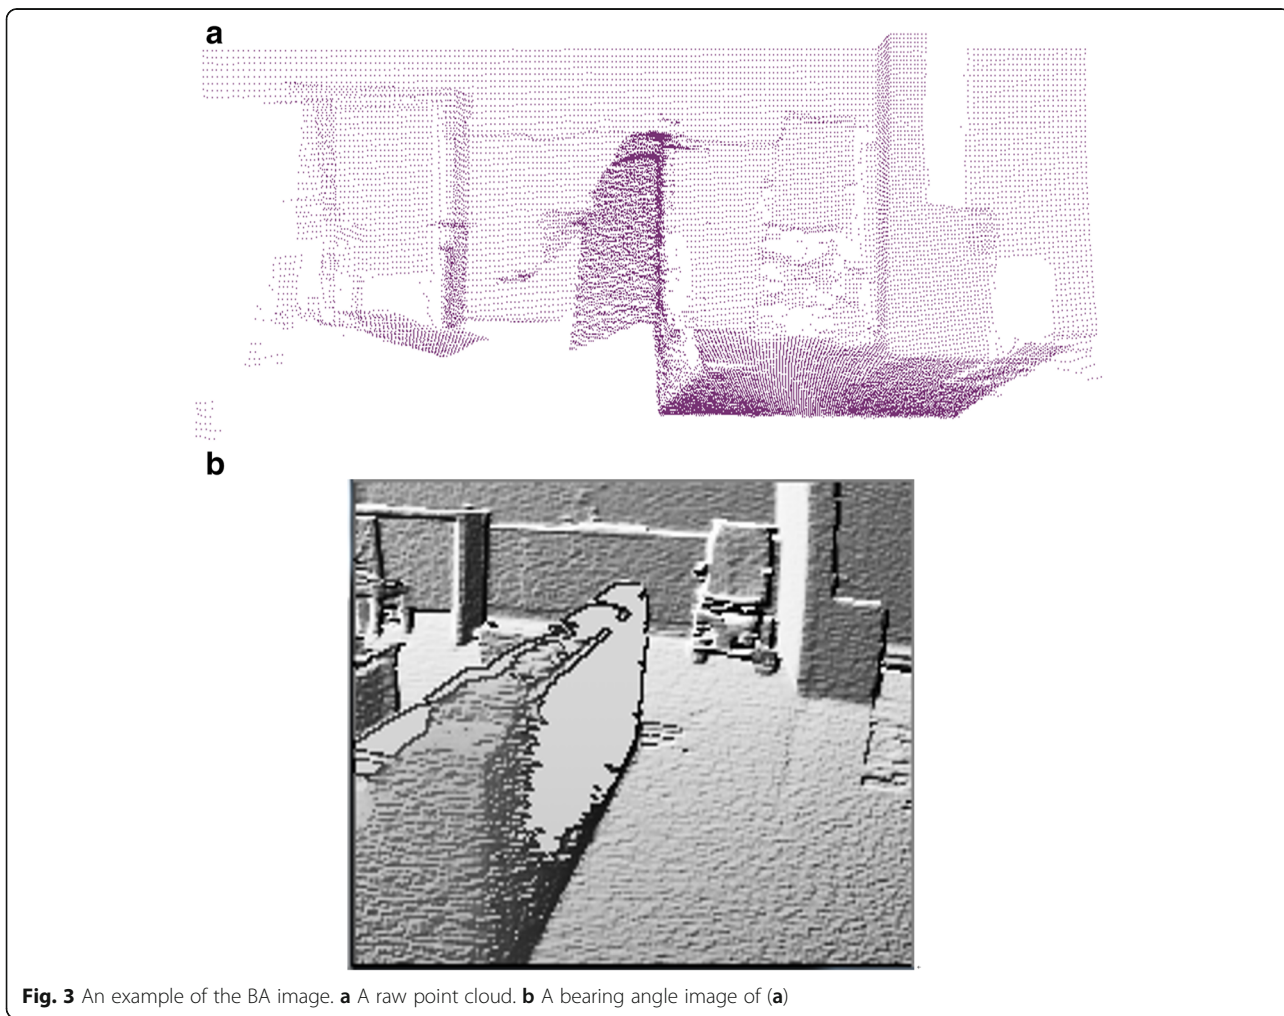 a
b
Fig. 3 An example of the BA image. a A raw point cloud. b A bearing angle image of (a)